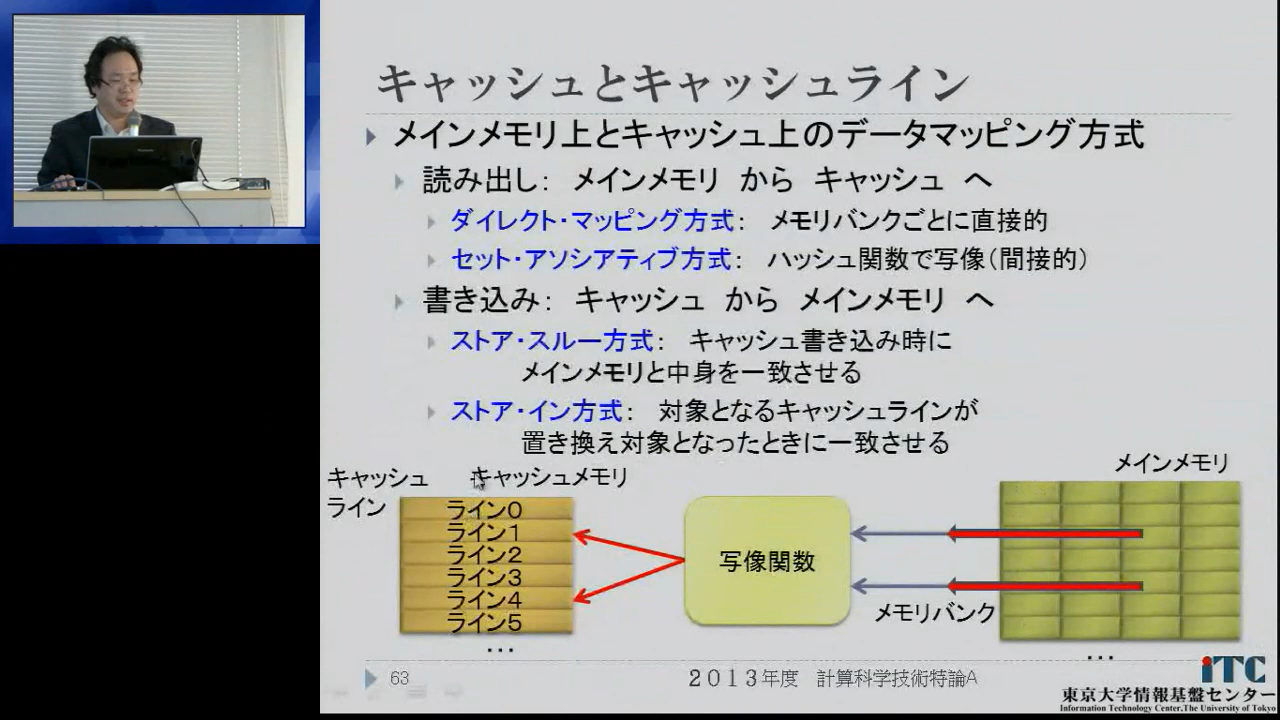 キャッシュとキャッシュライン
メインメモリ上とキャッシュ上のデータマッピング方式
読み出し： メインメモリ から キャッシュ へ
ダイレクト・マッピング方式： メモリバンクごとに直接的
セット・アソシアティブ方式： ハッシュ関数で写像（間接的）
書き込み： キャッシュ から メインメモリ へ
ストア・スルー方式： キャッシュ書き込み時に
メインメモリと中身を一致させる
ストア・イン方式： 対象となるキャッシュラインが
置き換え対象となったときに一致させる
キャッシュ
ライン
キャッシュメモリ
メインメモリ
ライン0
ライン1
ライン2
ライン3
ライン4
ライン5
…
写像関数
メモリバンク
…
63
２０１３年度 計算科学技術特論A
iTC
東京大学情報基盤センター
Information Technology Center,The University of Tokyo